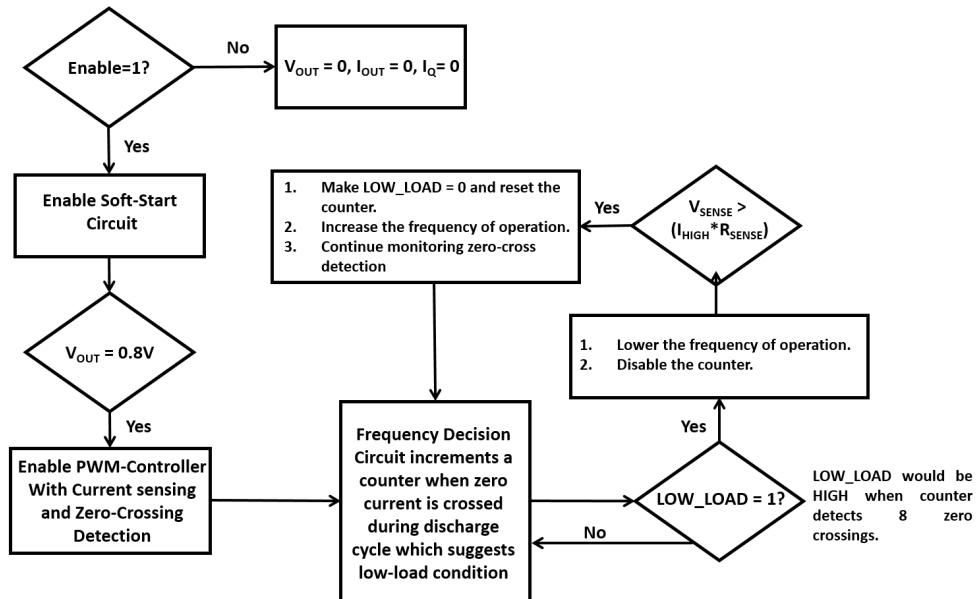 Enable=1?
No
V_OUT = 0, I_OUT = 0, I_Q= 0
Yes
Enable Soft-Start
Circuit
V_OUT = 0.8V
Yes
Enable PWM-Controller
With Current sensing
and Zero-Crossing
Detection
1. Make LOW_LOAD = 0 and reset the
counter.
2. Increase the frequency of operation.
3. Continue monitoring zero-cross
detection
Yes
V_SENSE >
(I_HIGH*R_SENSE)
1. Lower the frequency of operation.
2. Disable the counter.
Yes
Frequency Decision
Circuit increments a
counter when zero
current is crossed
during discharge
cycle which suggests
low-load condition
LOW_LOAD = 1?
No
LOW_LOAD would be
HIGH when counter
detects 8 zero
crossings.